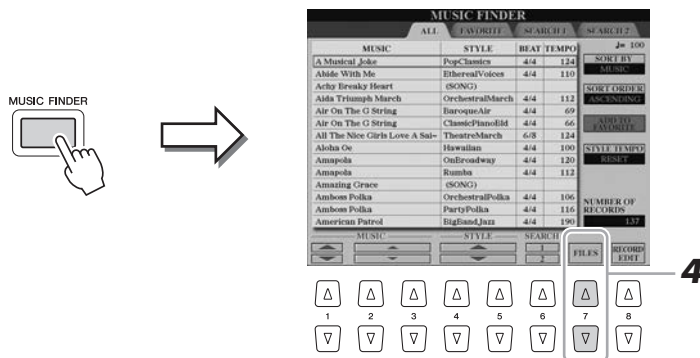 MUSIC FINDER
MUSIC FINDER
ALL FAVORITE SEARCH 1 SEARCH 2
MUSIC STYLE BEAT TEMPO
♩= 100
A Musical Joke PopClassics 4/4 124
Abide With Me EtherealVoices 4/4 110
Achy Breaky Heart (SONG)
Aida Triumph March OrchestralMarch 4/4 112
Air On The G String BaroqueAir 4/4 69
Air On The G String ClassicPianoBld 4/4 66
All The Nice Girls Love A Sai~ TheatreMarch 6/8 124
Aloha Oe Hawaiian 4/4 100
Amapola OnBroadway 4/4 120
Amapola Rumba 4/4 112
Amazing Grace (SONG)
Amboss Polka OrchestralPolka 4/4 106
Amboss Polka PartyPolka 4/4 116
American Patrol BigBandJazz 4/4 190
SORT BY
MUSIC
SORT ORDER
ASCENDING
ADD TO
FAVORITE
STYLE TEMPO
RESET
NUMBER OF
RECORDS
137
MUSIC STYLE SEARCH
1
2
FILES
RECORD
EDIT
4
1 2 3 4 5 6 7 8